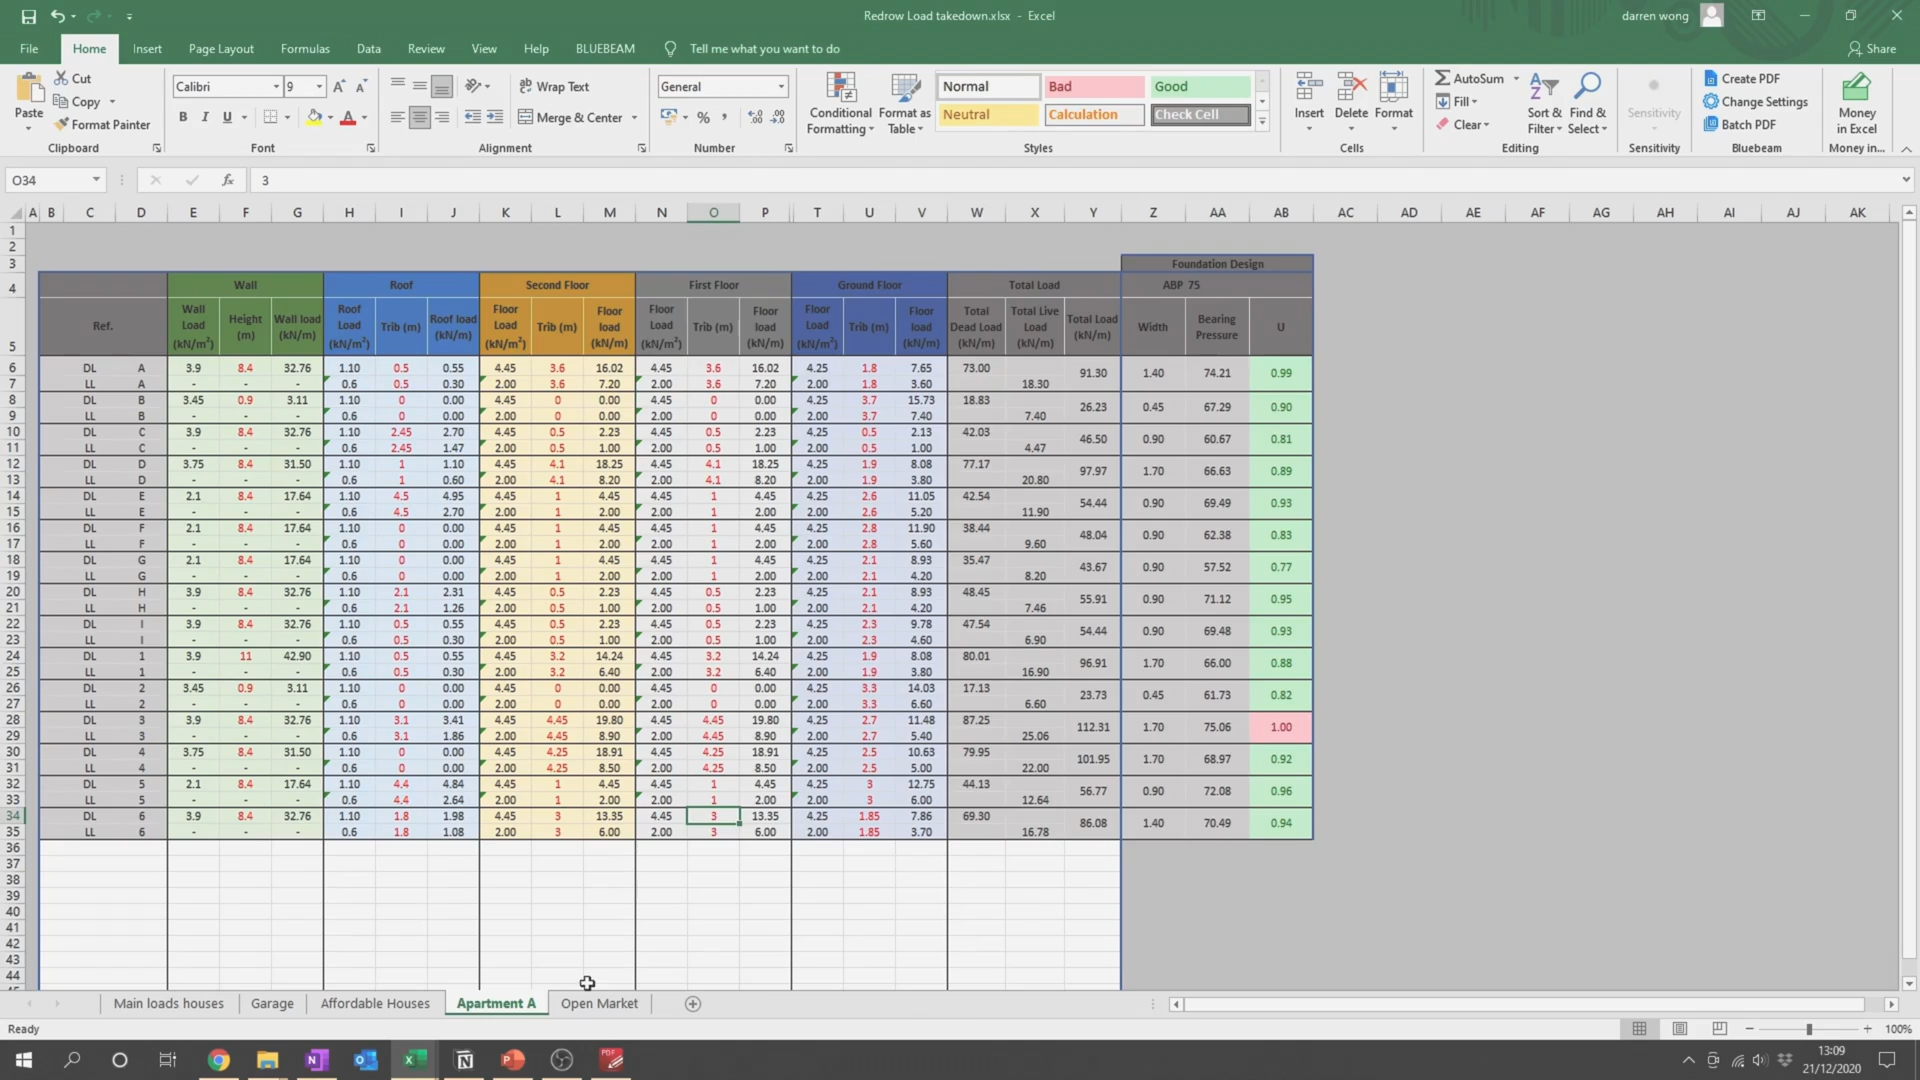 Redrow Load takedown.xlsx - Excel
darren wong
File Home Insert Page Layout Formulas Data Review View Help BLUEBEAM Tell me what you want to do Share
Cut Copy Format Painter Paste Clipboard
Calibri 9 B I U Font
Wrap Text Merge & Center Alignment
General % Number
Conditional Formatting Format as Table
Normal Bad Good
Neutral Calculation Check Cell
Styles
Insert Delete Format Cells
AutoSum Fill Clear Sort & Filter Find & Select Editing
Sensitivity Sensitivity
Create PDF Change Settings Batch PDF Bluebeam
Money in Excel Money in...
O34 fx 3
A B C D E F G H I J K L M N O P T U V W X Y Z AA AB AC AD AE AF AG AH AI AJ AK
1
2
3 Foundation Design
4 Wall Roof Second Floor First Floor Ground Floor Total Load ABP 75
5 Ref. Wall Load (kN/m²) Height (m) Wall load (kN/m) Roof Load (kN/m²) Trib (m) Roof load (kN/m) Floor Load (kN/m²) Trib (m) Floor load (kN/m) Floor Load (kN/m²) Trib (m) Floor load (kN/m) Floor Load (kN/m²) Trib (m) Floor load (kN/m) Total Dead Load (kN/m) Total Live Load (kN/m) Total Load (kN/m) Width Bearing Pressure U
6 DL A 3.9 8.4 32.76 1.10 0.5 0.55 4.45 3.6 16.02 4.45 3.6 16.02 4.25 1.8 7.65 73.00 91.30 1.40 74.21 0.99
7 LL A - - - 0.6 0.5 0.30 2.00 3.6 7.20 2.00 3.6 7.20 2.00 1.8 3.60 18.30
8 DL B 3.45 0.9 3.11 1.10 0 0.00 4.45 0 0.00 4.45 0 0.00 4.25 3.7 15.73 18.83 26.23 0.45 67.29 0.90
9 LL B - - - 0.6 0 0.00 2.00 0 0.00 2.00 0 0.00 2.00 3.7 7.40 7.40
10 DL C 3.9 8.4 32.76 1.10 2.45 2.70 4.45 0.5 2.23 4.45 0.5 2.23 4.25 0.5 2.13 42.03 46.50 0.90 60.67 0.81
11 LL C - - - 0.6 2.45 1.47 2.00 0.5 1.00 2.00 0.5 1.00 2.00 0.5 1.00 4.47
12 DL D 3.75 8.4 31.50 1.10 1 1.10 4.45 4.1 18.25 4.45 4.1 18.25 4.25 1.9 8.08 77.17 97.97 1.70 66.63 0.89
13 LL D - - - 0.6 1 0.60 2.00 4.1 8.20 2.00 4.1 8.20 2.00 1.9 3.80 20.80
14 DL E 2.1 8.4 17.64 1.10 4.5 4.95 4.45 1 4.45 4.45 1 4.45 4.25 2.6 11.05 42.54 54.44 0.90 69.49 0.93
15 LL E - - - 0.6 4.5 2.70 2.00 1 2.00 2.00 1 2.00 2.00 2.6 5.20 11.90
16 DL F 2.1 8.4 17.64 1.10 0 0.00 4.45 1 4.45 4.45 1 4.45 4.25 2.8 11.90 38.44 48.04 0.90 62.38 0.83
17 LL F - - - 0.6 0 0.00 2.00 1 2.00 2.00 1 2.00 2.00 2.8 5.60 9.60
18 DL G 2.1 8.4 17.64 1.10 0 0.00 4.45 1 4.45 4.45 1 4.45 4.25 2.1 8.93 35.47 43.67 0.90 57.52 0.77
19 LL G - - - 0.6 0 0.00 2.00 1 2.00 2.00 1 2.00 2.00 2.1 4.20 8.20
20 DL H 3.9 8.4 32.76 1.10 2.1 2.31 4.45 0.5 2.23 4.45 0.5 2.23 4.25 2.1 8.93 48.45 55.91 0.90 71.12 0.95
21 LL H - - - 0.6 2.1 1.26 2.00 0.5 1.00 2.00 0.5 1.00 2.00 2.1 4.20 7.46
22 DL I 3.9 8.4 32.76 1.10 0.5 0.55 4.45 0.5 2.23 4.45 0.5 2.23 4.25 2.3 9.78 47.54 54.44 0.90 69.48 0.93
23 LL I - - - 0.6 0.5 0.30 2.00 0.5 1.00 2.00 0.5 1.00 2.00 2.3 4.60 6.90
24 DL 1 3.9 11 42.90 1.10 0.5 0.55 4.45 3.2 14.24 4.45 3.2 14.24 4.25 1.9 8.08 80.01 96.91 1.70 66.00 0.88
25 LL 1 - - - 0.6 0.5 0.30 2.00 3.2 6.40 2.00 3.2 6.40 2.00 1.9 3.80 16.90
26 DL 2 3.45 0.9 3.11 1.10 0 0.00 4.45 0 0.00 4.45 0 0.00 4.25 3.3 14.03 17.13 23.73 0.45 61.73 0.82
27 LL 2 - - - 0.6 0 0.00 2.00 0 0.00 2.00 0 0.00 2.00 3.3 6.60 6.60
28 DL 3 3.9 8.4 32.76 1.10 3.1 3.41 4.45 4.45 19.80 4.45 4.45 19.80 4.25 2.7 11.48 87.25 112.31 1.70 75.06 1.00
29 LL 3 - - - 0.6 3.1 1.86 2.00 4.45 8.90 2.00 4.45 8.90 2.00 2.7 5.40 25.06
30 DL 4 3.75 8.4 31.50 1.10 0 0.00 4.45 4.25 18.91 4.45 4.25 18.91 4.25 2.5 10.63 79.95 101.95 1.70 68.97 0.92
31 LL 4 - - - 0.6 0 0.00 2.00 4.25 8.50 2.00 4.25 8.50 2.00 2.5 5.00 22.00
32 DL 5 2.1 8.4 17.64 1.10 4.4 4.84 4.45 1 4.45 4.45 1 4.45 4.25 3 12.75 44.13 56.77 0.90 72.08 0.96
33 LL 5 - - - 0.6 4.4 2.64 2.00 1 2.00 2.00 1 2.00 2.00 3 6.00 12.64
34 DL 6 3.9 8.4 32.76 1.10 1.8 1.98 4.45 3 13.35 4.45 3 13.35 4.25 1.85 7.86 69.30 86.08 1.40 70.49 0.94
35 LL 6 - - - 0.6 1.8 1.08 2.00 3 6.00 2.00 3 6.00 2.00 1.85 3.70 16.78
36
37
38
39
40
41
42
43
44
Main loads houses Garage Affordable Houses Apartment A Open Market
Ready 100%
13:09
21/12/2020